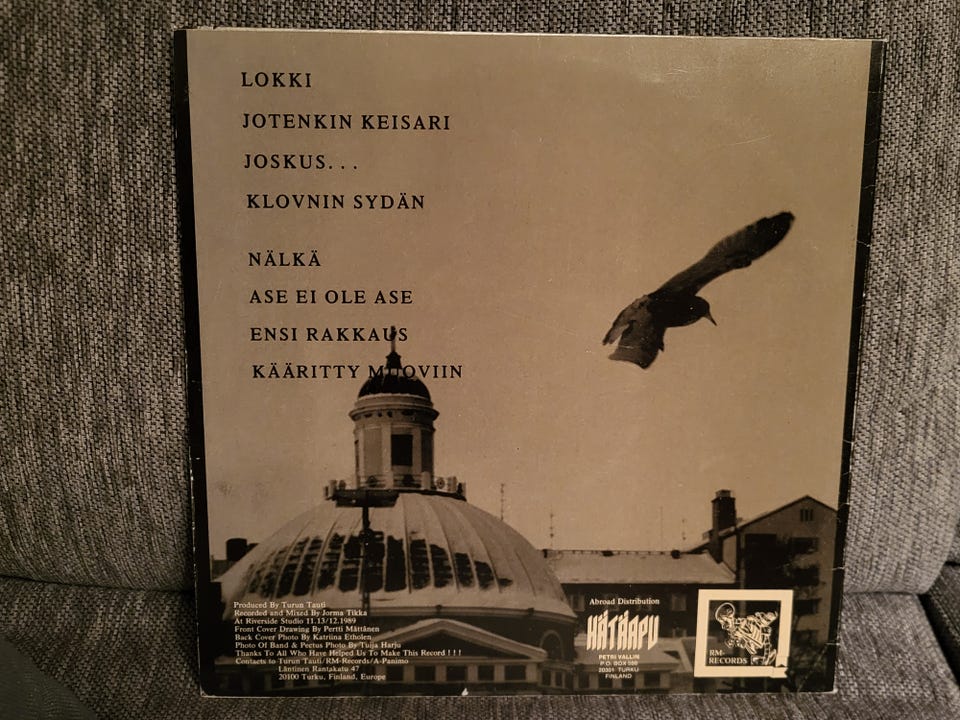 LOKKI
JOTENKIN KEISARI
JOSKUS...
KLOVNIN SYDÄN
NÄLKÄ
ASE EI OLE ASE
ENSI RAKKAUS
KÄÄRITTY MUOVIIN
Produced By Turun Tauti
Recorded and Mixed By Jorma Tikka
At Riverside Studio 11.13/12.1989
Front Cover Drawing By Pertti Mättänen
Back Cover Photo By Katriina Etholen
Photo Of Band & Pectus Photo By Tuija Harju
Thanks To All Who Have Helped Us To Make This Record ! ! !
Contacts to Turun Tauti/RM-Records/A-Panimo
Läntinen Rantakatu 47
20100 Turku, Finland, Europe
Abroad Distribution
HÄTÄAPU
PETRI VALLIN
P.O. BOX 590
20301 TURKU
FINLAND
RM-
RECORDS